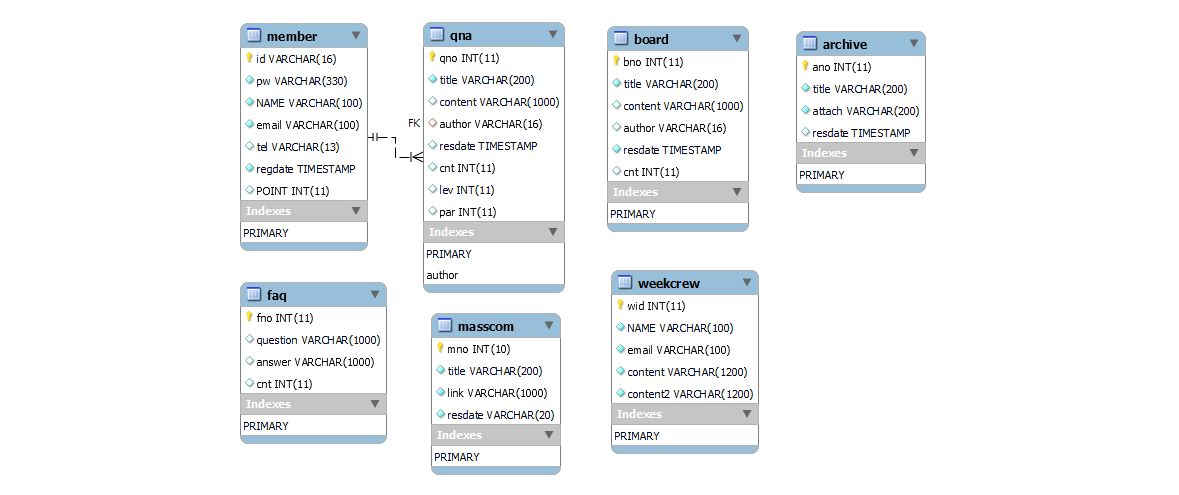 member
id VARCHAR(16)
pw VARCHAR(330)
NAME VARCHAR(100)
email VARCHAR(100)
tel VARCHAR(13)
regdate TIMESTAMP
POINT INT(11)
Indexes
PRIMARY
FK
qna
qno INT(11)
title VARCHAR(200)
content VARCHAR(1000)
author VARCHAR(16)
resdate TIMESTAMP
cnt INT(11)
lev INT(11)
par INT(11)
Indexes
PRIMARY
author
board
bno INT(11)
title VARCHAR(200)
content VARCHAR(1000)
author VARCHAR(16)
resdate TIMESTAMP
cnt INT(11)
Indexes
PRIMARY
archive
ano INT(11)
title VARCHAR(200)
attach VARCHAR(200)
resdate TIMESTAMP
Indexes
PRIMARY
faq
fno INT(11)
question VARCHAR(1000)
answer VARCHAR(1000)
cnt INT(11)
Indexes
PRIMARY
masscom
mno INT(10)
title VARCHAR(200)
link VARCHAR(1000)
resdate VARCHAR(20)
Indexes
PRIMARY
weekcrew
wid INT(11)
NAME VARCHAR(100)
email VARCHAR(100)
content VARCHAR(1200)
content2 VARCHAR(1200)
Indexes
PRIMARY